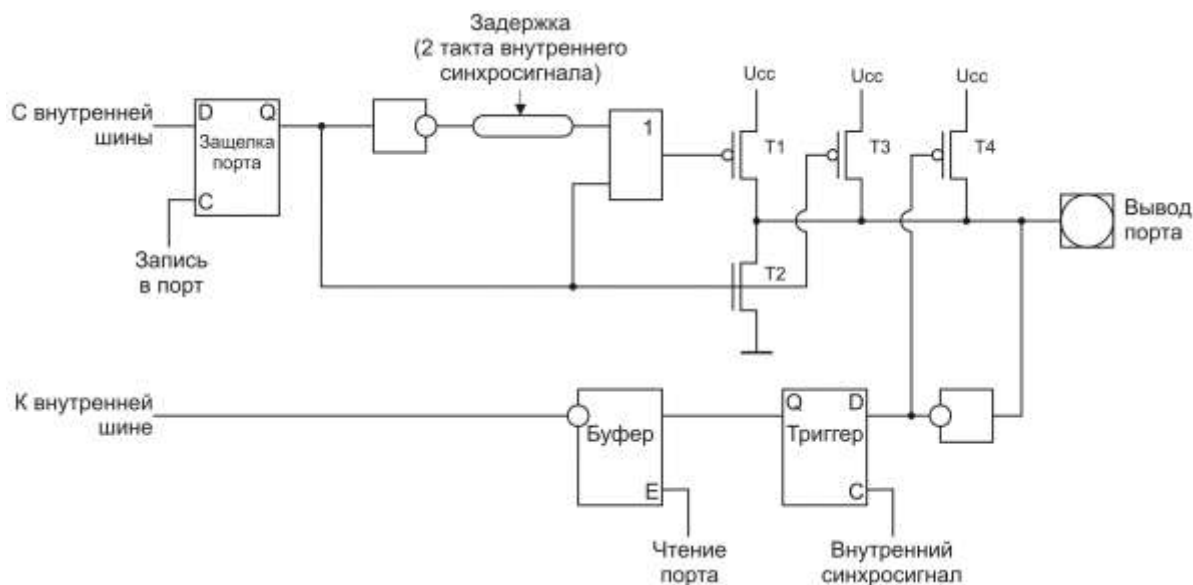 Задержка
(2 такта внутреннего
синхросигнала)
Ucc
Ucc
Ucc
С внутренней
шины
D
Q
Защелка
порта
C
1
T1
T3
T4
Вывод
порта
Запись
в порт
T2
К внутренней
шине
Буфер
E
Q
D
Триггер
C
Чтение
порта
Внутренний
синхросигнал